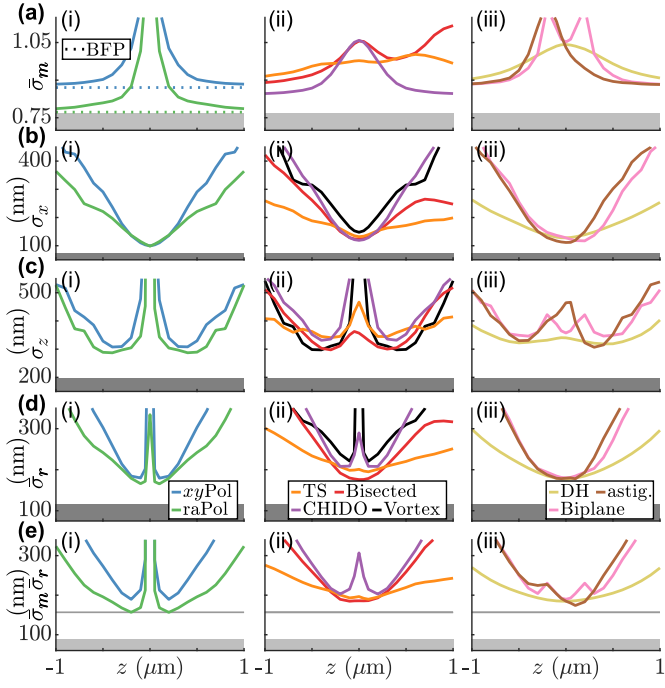 (a) (i) (ii) (iii)
1.05
BFP
σ̄m
0.75
(b) (i) (ii) (iii)
400
σx (nm)
100
(c) (i) (ii) (iii)
500
σz (nm)
200
(d) (i) (ii) (iii)
300
σ̄r (nm)
xyPol
raPol
TS Bisected
CHIDO Vortex
DH astig.
Biplane
100
(e) (i) (ii) (iii)
300
σ̄mσ̄r (nm)
100
-1 z (μm) 1 -1 z (μm) 1 -1 z (μm) 1